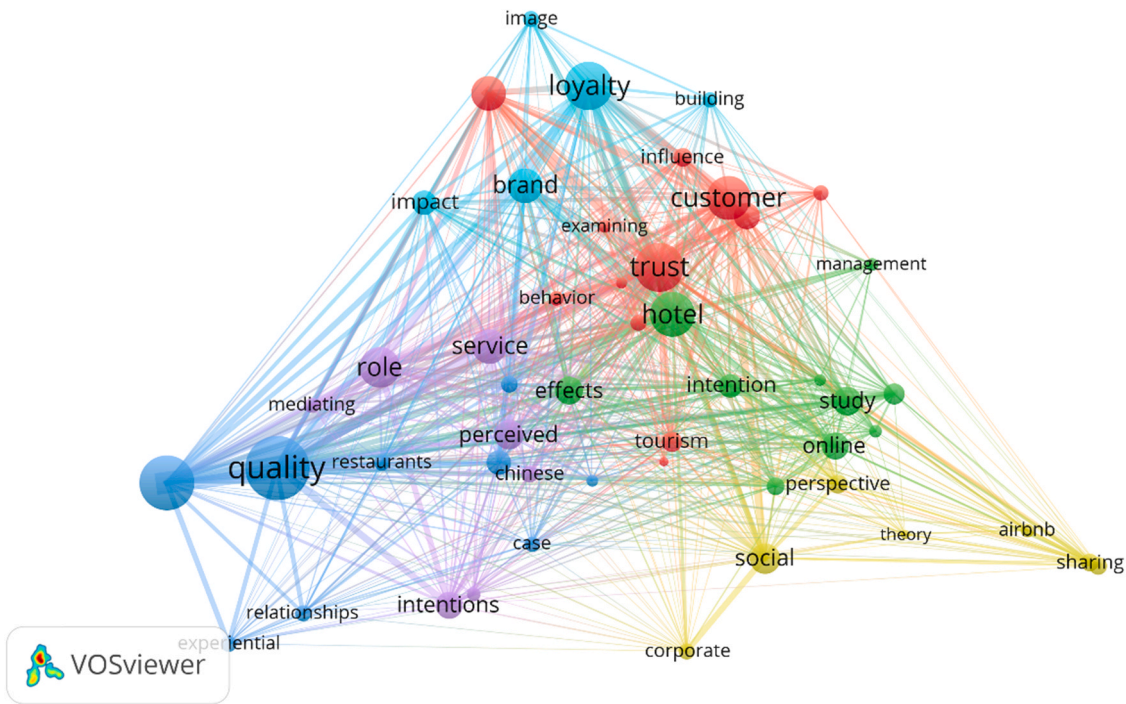 image
loyalty
building
influence
brand
customer
impact
examining
trust
management
behavior
hotel
service
role
effects
intention
study
mediating
perceived
tourism
online
quality
restaurants
chinese
perspective
case
theory
airbnb
social
sharing
intentions
relationships
experiential
corporate
VOSviewer